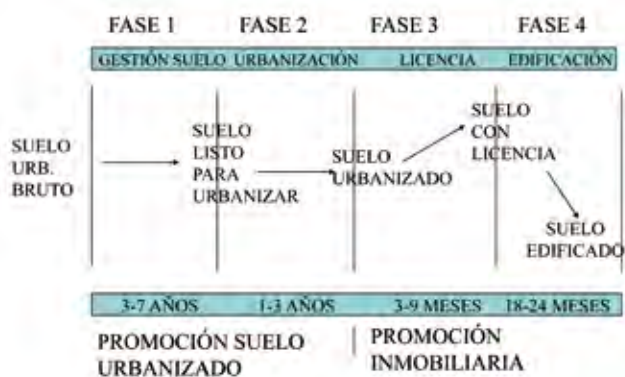 FASE 1 FASE 2 FASE 3 FASE 4
GESTIÓN SUELO URBANIZACIÓN LICENCIA EDIFICACIÓN
SUELO
URB.
BRUTO
SUELO
LISTO
PARA
URBANIZAR
SUELO
URBANIZADO
SUELO
CON
LICENCIA
SUELO
EDIFICADO
3-7 AÑOS 1-3 AÑOS 3-9 MESES 18-24 MESES
PROMOCIÓN SUELO
URBANIZADO
PROMOCIÓN
INMOBILIARIA